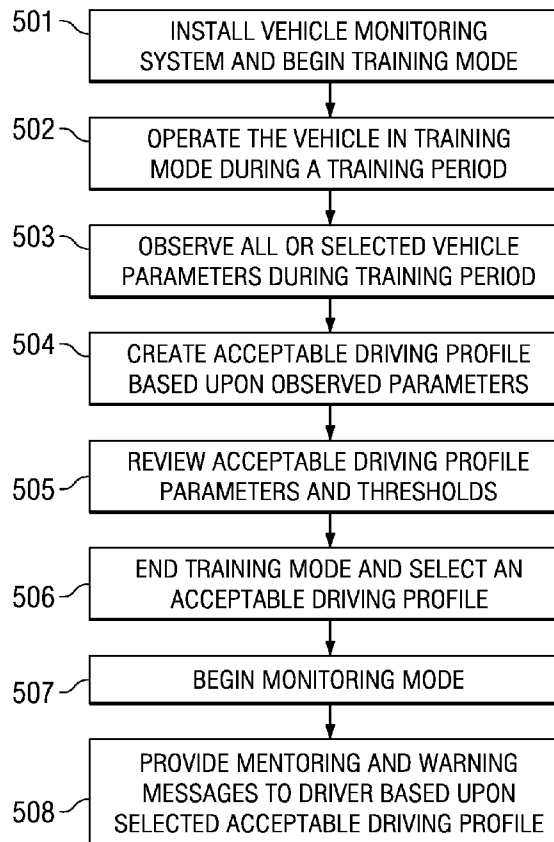 501
INSTALL VEHICLE MONITORING
SYSTEM AND BEGIN TRAINING MODE
502
OPERATE THE VEHICLE IN TRAINING
MODE DURING A TRAINING PERIOD
503
OBSERVE ALL OR SELECTED VEHICLE
PARAMETERS DURING TRAINING PERIOD
504
CREATE ACCEPTABLE DRIVING PROFILE
BASED UPON OBSERVED PARAMETERS
505
REVIEW ACCEPTABLE DRIVING PROFILE
PARAMETERS AND THRESHOLDS
506
END TRAINING MODE AND SELECT AN
ACCEPTABLE DRIVING PROFILE
507
BEGIN MONITORING MODE
508
PROVIDE MENTORING AND WARNING
MESSAGES TO DRIVER BASED UPON
SELECTED ACCEPTABLE DRIVING PROFILE